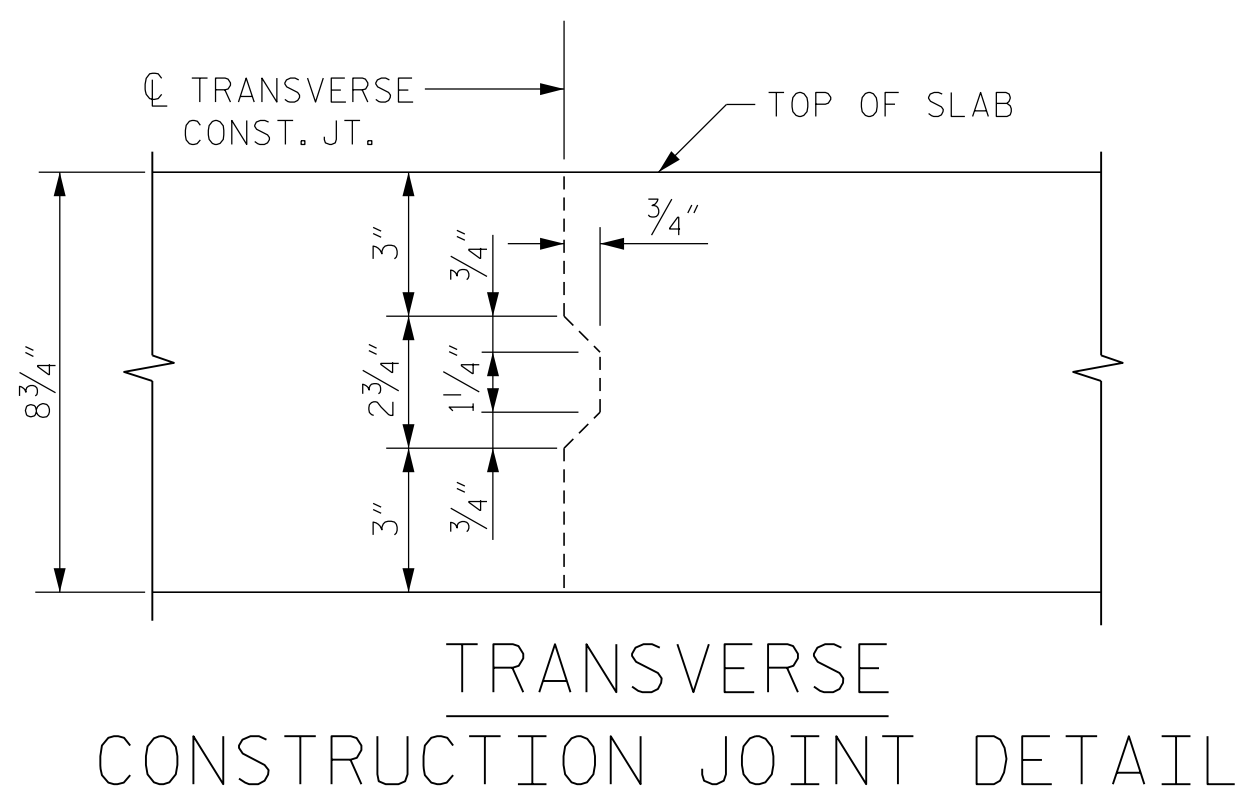 ℄ TRANSVERSE
CONST. JT.
TOP OF SLAB
3/4"
3"
3/4"
8 3/4"
2 3/4"
1 1/4"
3"
3/4"
TRANSVERSE
CONSTRUCTION JOINT DETAIL